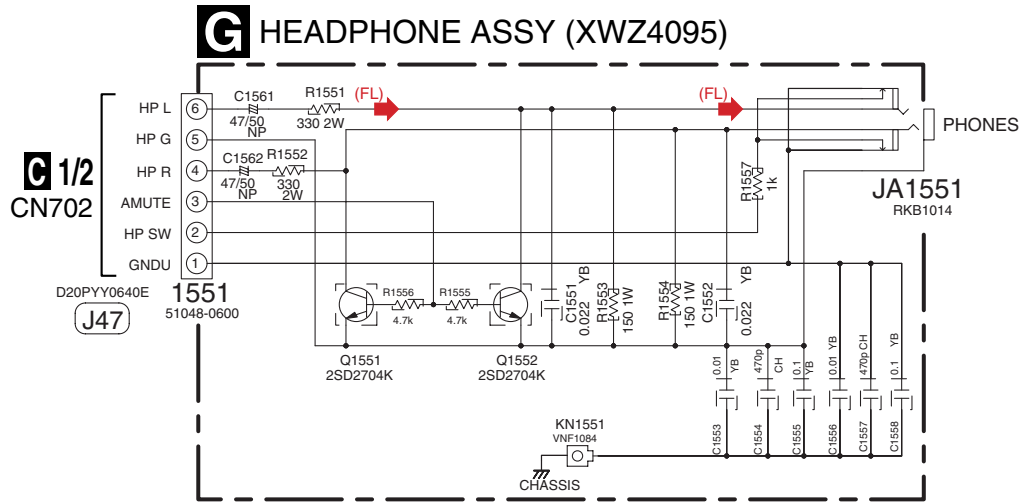 G HEADPHONE ASSY (XWZ4095)
C 1/2
CN702
HP L
HP G
HP R
AMUTE
HP SW
GNDU
6
5
4
3
2
1
D20PYY0640E
J47
1551
51048-0600
C1561
47/50
NP
R1551
330 2W
(FL)
(FL)
C1562
47/50
NP
R1552
330
2W
R1557
1k
PHONES
JA1551
RKB1014
R1556
4.7k
R1555
4.7k
Q1551
2SD2704K
Q1552
2SD2704K
C1551
0.022
YB
R1553
150 1W
R1554
150 1W
C1552
0.022
YB
0.01
YB
C1553
470p
CH
C1554
0.1
YB
C1555
0.01 YB
C1556
470p CH
C1557
0.1 YB
C1558
KN1551
VNF1084
CHASSIS